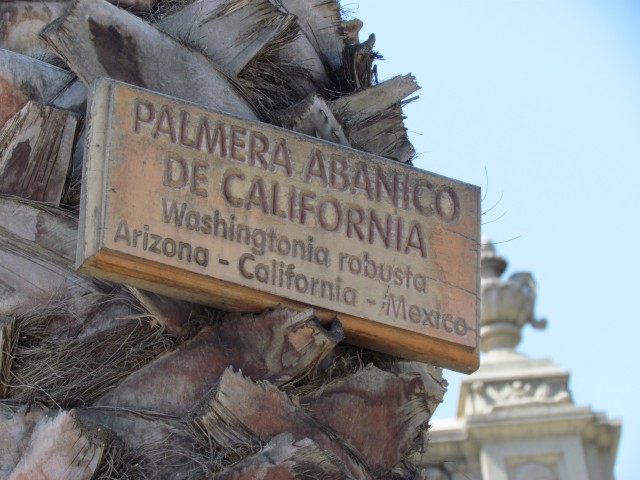 PALMERA ABANICO
DE CALIFORNIA
Washingtonia robusta
Arizona - California - Mexico